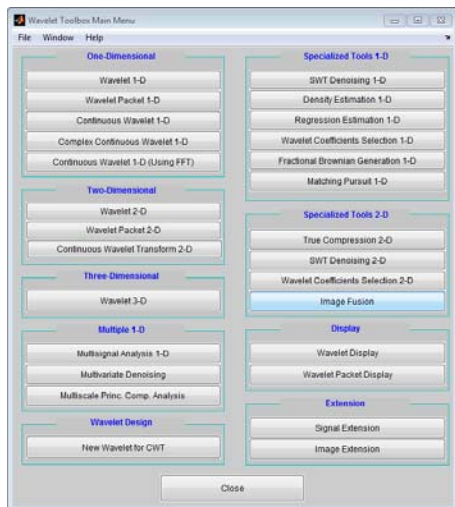 Wavelet Toolbox Main Menu
File Window Help
One-Dimensional
Wavelet 1-D
Wavelet Packet 1-D
Continuous Wavelet 1-D
Complex Continuous Wavelet 1-D
Continuous Wavelet 1-D (Using FFT)
Two-Dimensional
Wavelet 2-D
Wavelet Packet 2-D
Continuous Wavelet Transform 2-D
Three-Dimensional
Wavelet 3-D
Multiple 1-D
Multisignal Analysis 1-D
Multivariate Denoising
Multiscale Princ. Comp. Analysis
Wavelet Design
New Wavelet for CWT
Specialized Tools 1-D
SWT Denoising 1-D
Density Estimation 1-D
Regression Estimation 1-D
Wavelet Coefficients Selection 1-D
Fractional Brownian Generation 1-D
Matching Pursuit 1-D
Specialized Tools 2-D
True Compression 2-D
SWT Denoising 2-D
Wavelet Coefficients Selection 2-D
Image Fusion
Display
Wavelet Display
Wavelet Packet Display
Extension
Signal Extension
Image Extension
Close